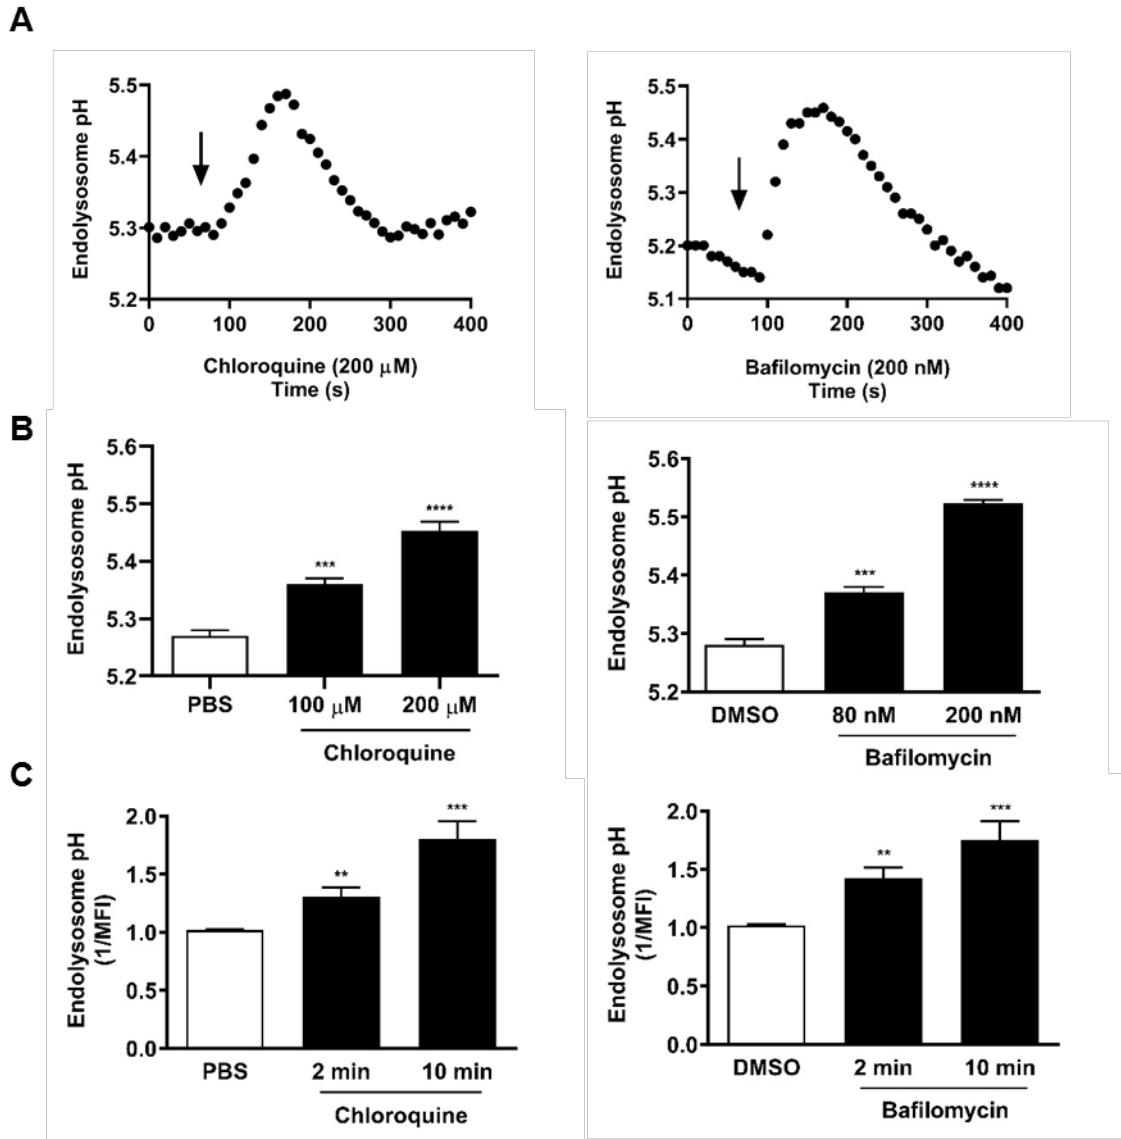 A
Endolysosome pH
5.5
5.4
5.3
5.2
0 100 200 300 400
Chloroquine (200 μM)
Time (s)
Endolysosome pH
5.5
5.4
5.3
5.2
5.1
0 100 200 300 400
Bafilomycin (200 nM)
Time (s)
B
Endolysosome pH
5.6
5.5
5.4
5.3
5.2
***
****
PBS 100 μM 200 μM
Chloroquine
Endolysosome pH
5.6
5.5
5.4
5.3
5.2
***
****
DMSO 80 nM 200 nM
Bafilomycin
C
Endolysosome pH
(1/MFI)
2.0
1.5
1.0
0.5
0.0
**
***
PBS 2 min 10 min
Chloroquine
Endolysosome pH
(1/MFI)
2.0
1.5
1.0
0.5
0.0
**
***
DMSO 2 min 10 min
Bafilomycin